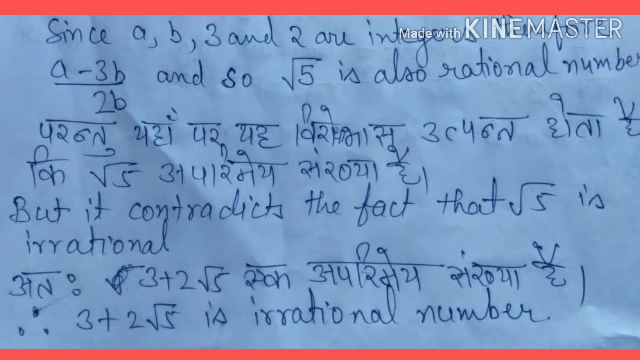 Since a, b, 3 and 2 are integers
Made with KINEMASTER
a-3b/2b and so √5 is also rational number
परन्तु यहाँ पर यह विरोधाभास उत्पन्न होता है
कि √5 अपरिमेय संख्या है।
But it contradicts the fact that √5 is
irrational
अतः 3+2√5 एक अपरिमेय संख्या है।
∴ 3+2√5 is irrational number.